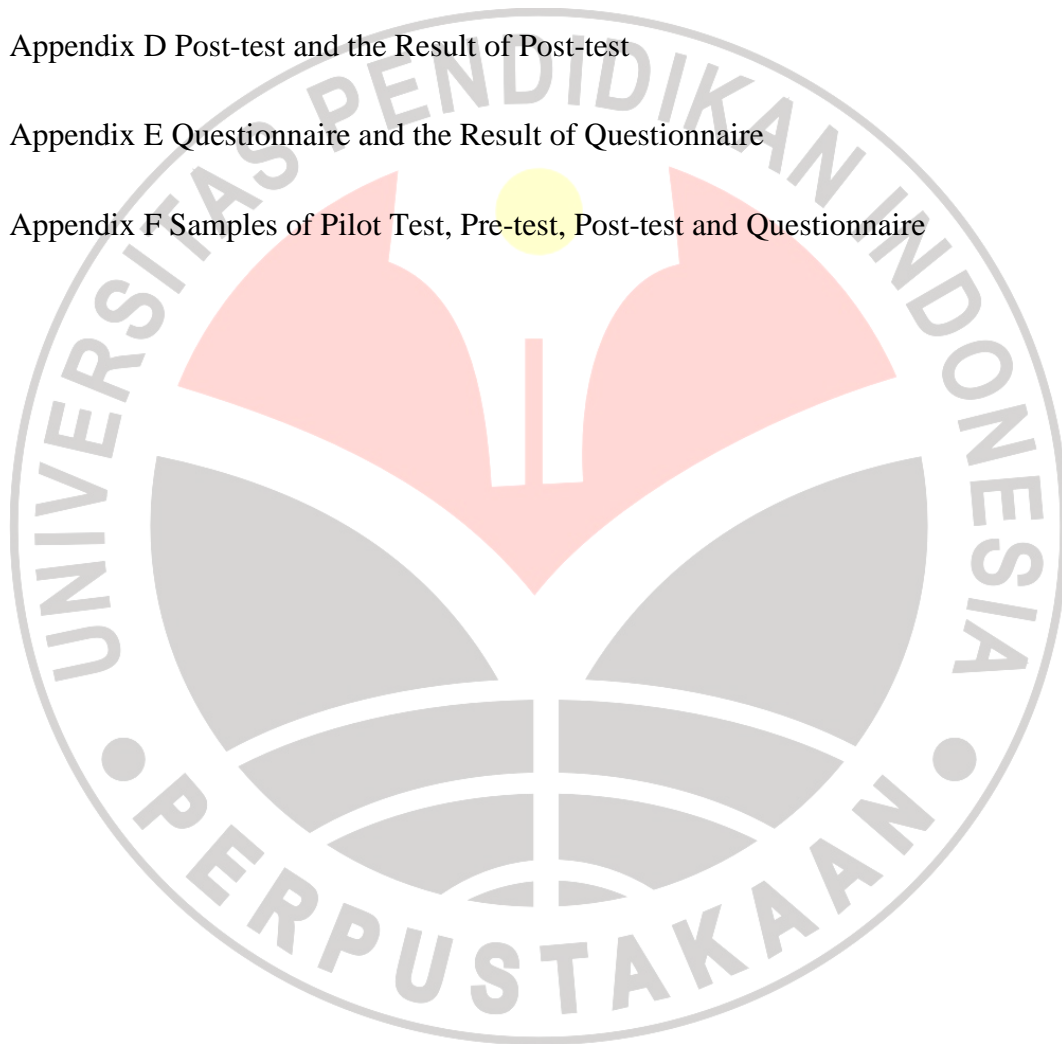 Appendix D Post-test and the Result of Post-test
Appendix E Questionnaire and the Result of Questionnaire
Appendix F Samples of Pilot Test, Pre-test, Post-test and Questionnaire
UNIVERSITAS PENDIDIKAN INDONESIA
PERPUSTAKAAN